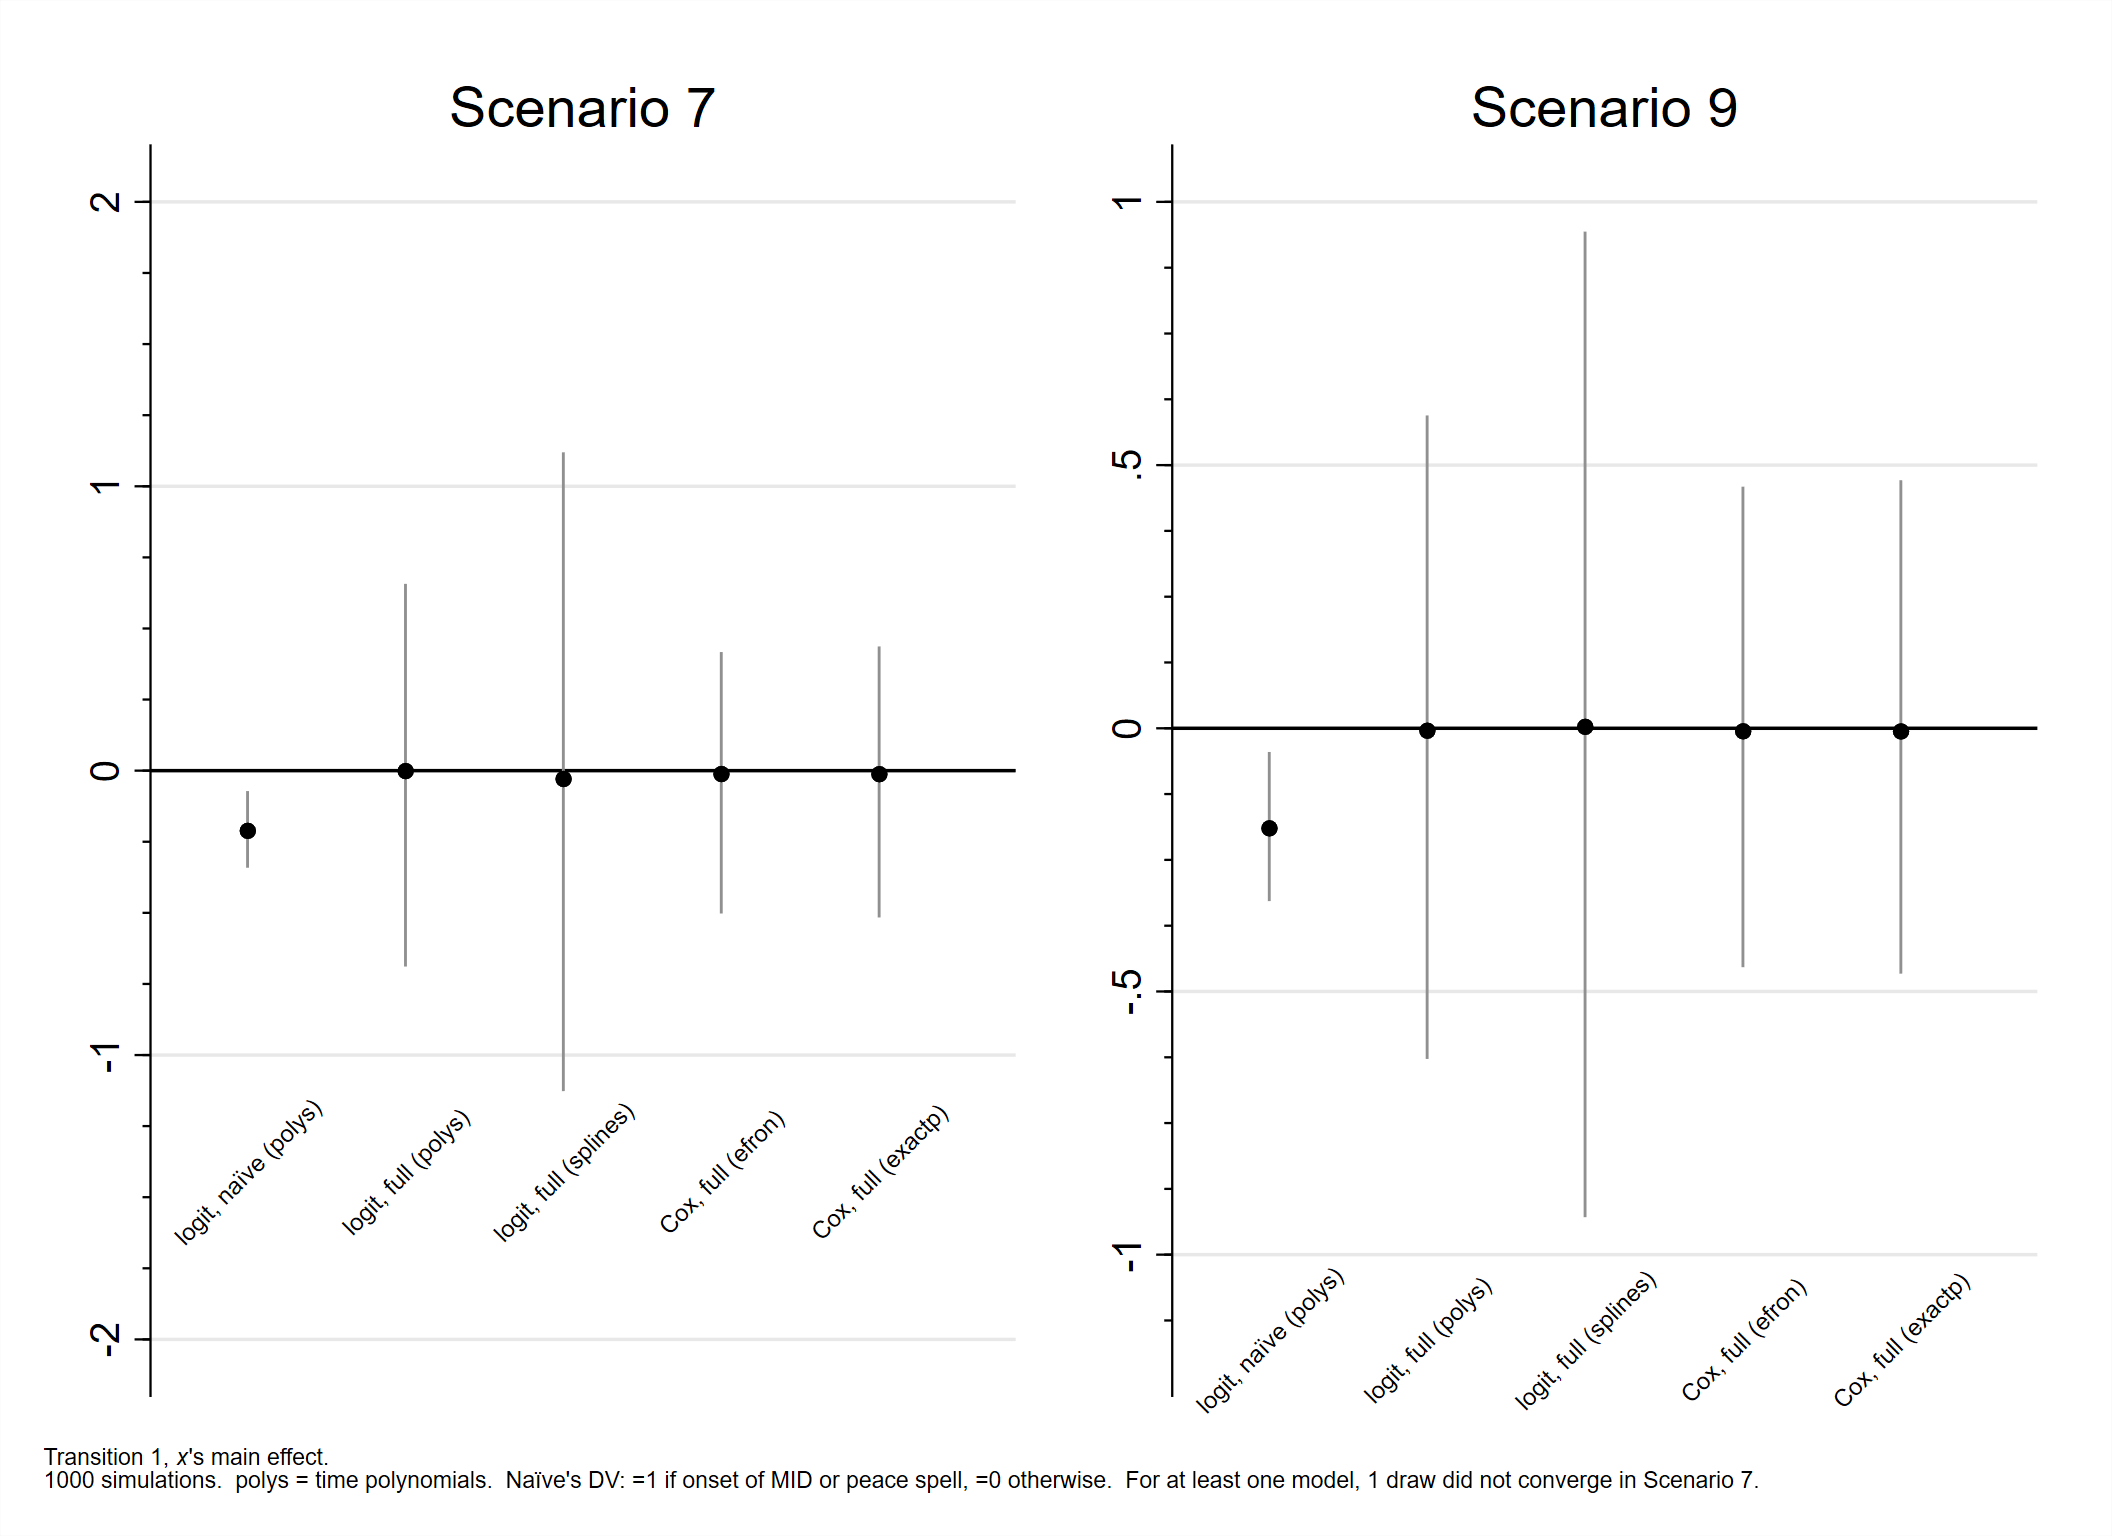 Scenario 7
2
1
0
-1
-2
logit, naïve (polys)
logit, full (polys)
logit, full (splines)
Cox, full (efron)
Cox, full (exactp)
Scenario 9
1
.5
0
-.5
-1
logit, naïve (polys)
logit, full (polys)
logit, full (splines)
Cox, full (efron)
Cox, full (exactp)
Transition 1, x's main effect.
1000 simulations.  polys = time polynomials.  Naïve's DV: =1 if onset of MID or peace spell, =0 otherwise.  For at least one model, 1 draw did not converge in Scenario 7.